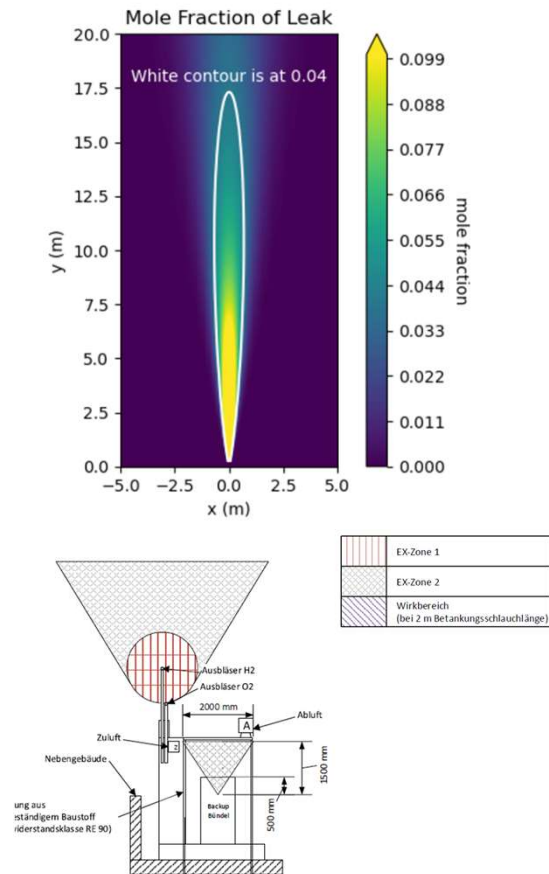 Mole Fraction of Leak
20.0
17.5
15.0
12.5
10.0
7.5
5.0
2.5
0.0
y (m)
White contour is at 0.04
-5.0 -2.5 0.0 2.5 5.0
x (m)
0.099
0.088
0.077
0.066
0.055
0.044
0.033
0.022
0.011
0.000
mole fraction
EX-Zone 1
EX-Zone 2
Wirkbereich
(bei 2 m Betankungsschlauchlänge)
Ausbläser H2
Ausbläser O2
2000 mm
Abluft
A
Zuluft
Z
Nebengebäude
1500 mm
500 mm
Backup
Bündel
ung aus
eständigem Baustoff
widerstandsklasse RE 90)